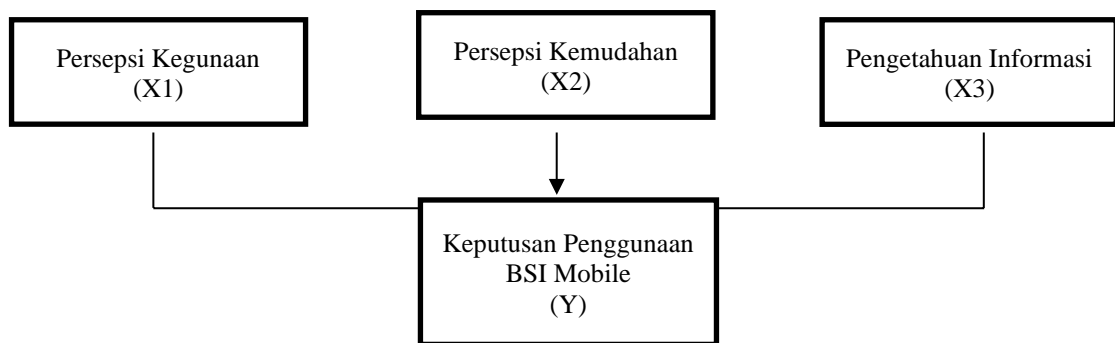 Persepsi Kegunaan
(X1)
Persepsi Kemudahan
(X2)
Pengetahuan Informasi
(X3)
Keputusan Penggunaan
BSI Mobile
(Y)